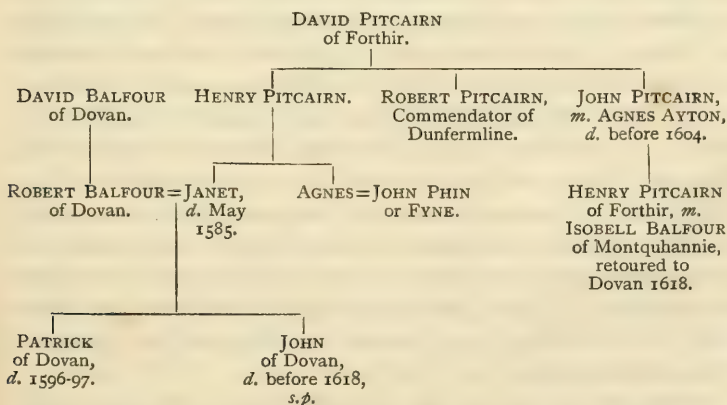 DAVID PITCAIRN
of Forthir.
DAVID BALFOUR
of Dovan.
HENRY PITCAIRN.
ROBERT PITCAIRN,
Commendator of
Dunfermline.
JOHN PITCAIRN,
m. AGNES AYTON,
d. before 1604.
ROBERT BALFOUR=JANET,
of Dovan.
d. May
1585.
AGNES=JOHN PHIN
or FYNE.
HENRY PITCAIRN
of Forthir, m.
ISOBELL BALFOUR
of Montquhannie,
retoured to
Dovan 1618.
PATRICK
of Dovan,
d. 1596-97.
JOHN
of Dovan,
d. before 1618,
s.p.